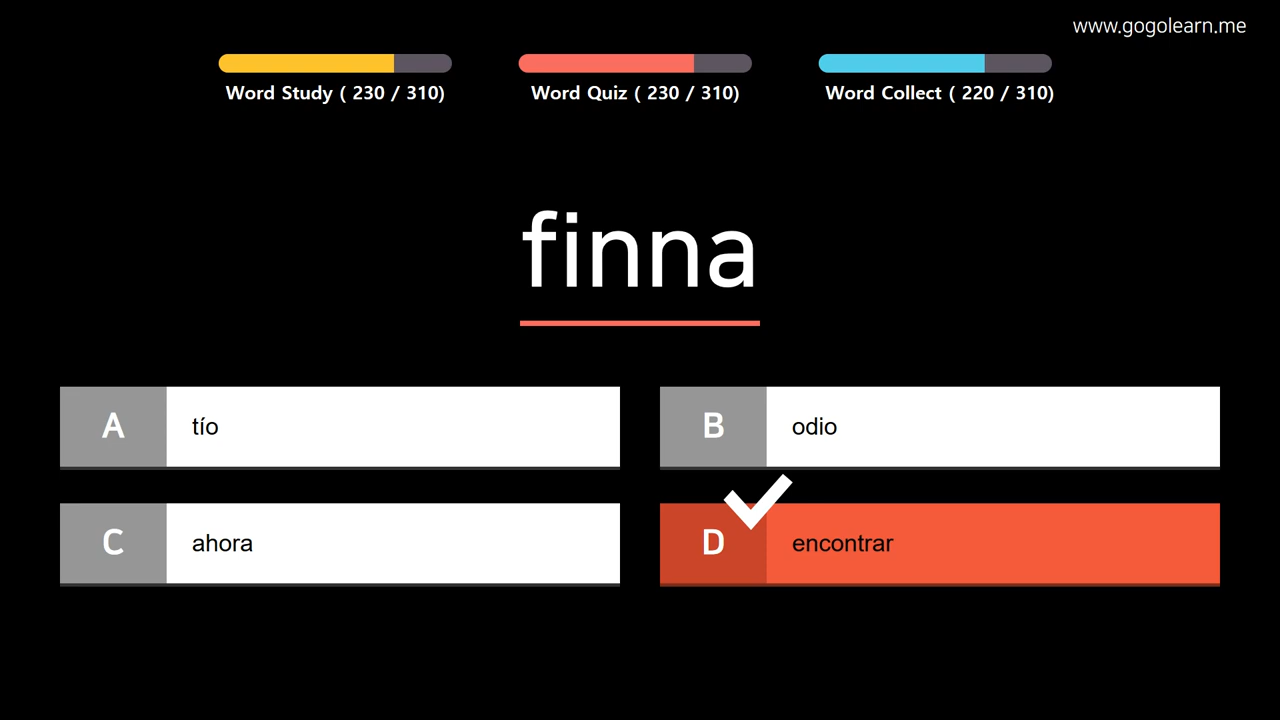 www.gogolearn.me
Word Study ( 230 / 310)
Word Quiz ( 230 / 310)
Word Collect ( 220 / 310)
finna
A tío
B odio
C ahora
D encontrar